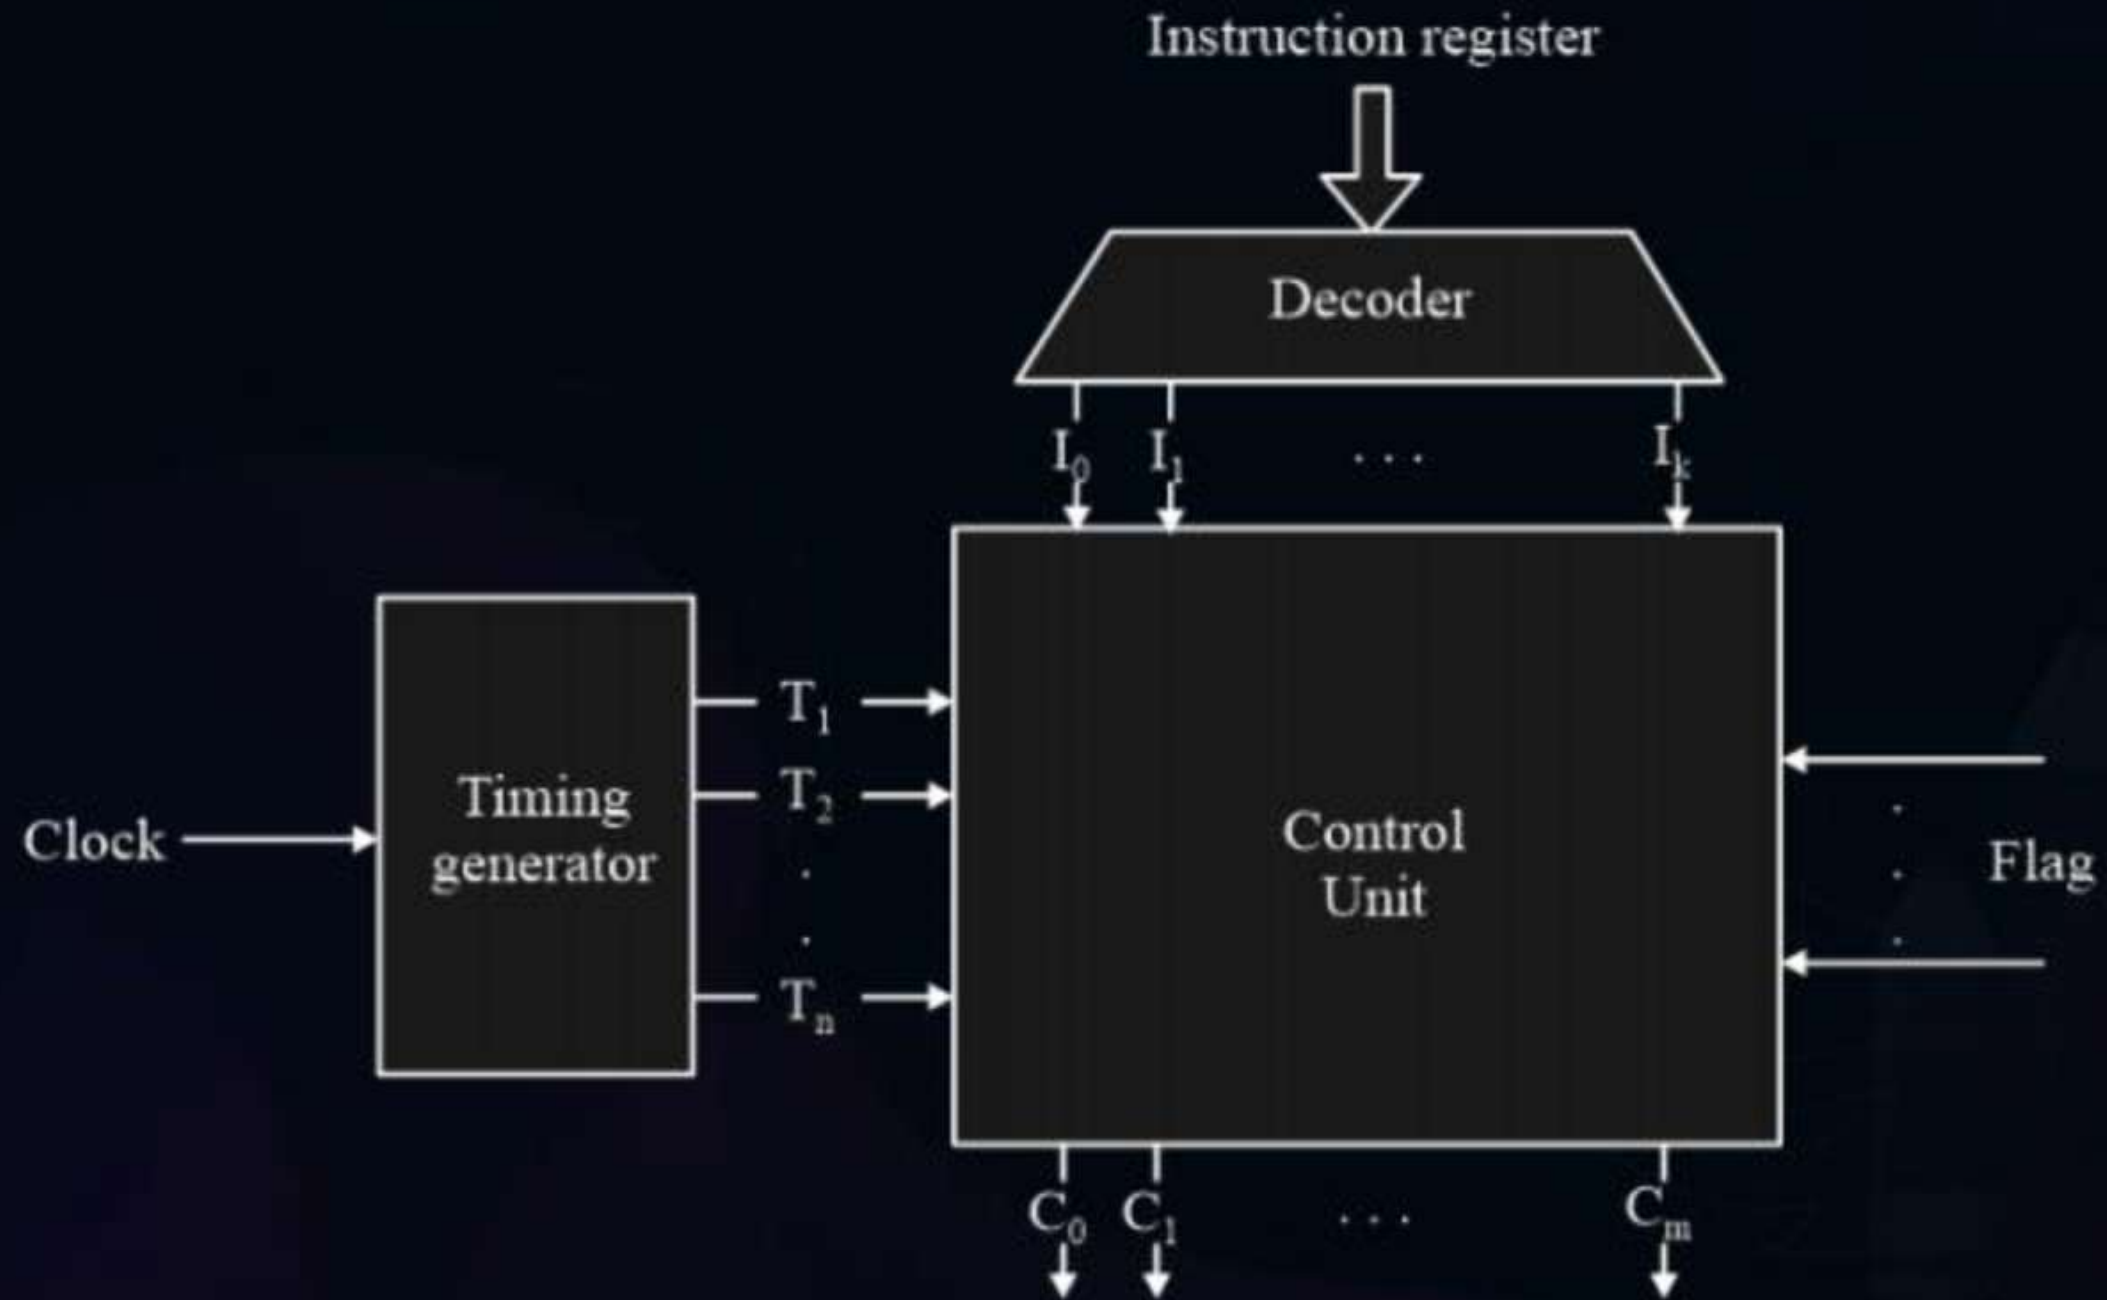 Instruction register
Decoder
I₀ I₁ . . . Iₖ
Clock
Timing
generator
T₁
T₂
.
.
Tₙ
Control
Unit
.
.
.
Flag
C₀ C₁ . . . Cₘ